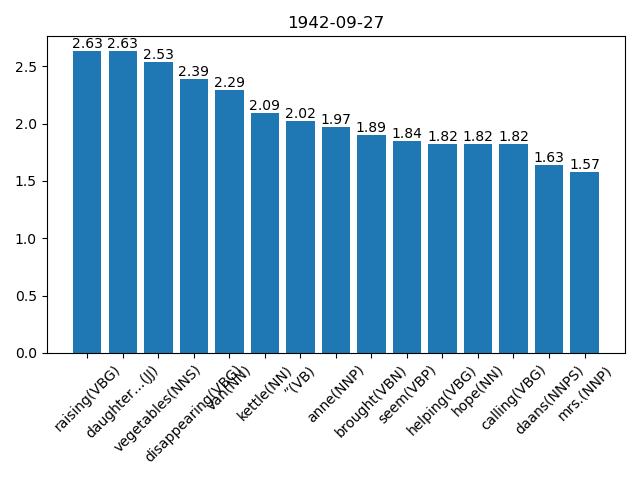 1942-09-27
2.63 2.63 2.53 2.39 2.29 2.09 2.02 1.97 1.89 1.84 1.82 1.82 1.82 1.63 1.57
2.5
2.0
1.5
1.0
0.5
0.0
raising(VBG)
daughter...(JJ)
vegetables(NNS)
disappearing(VBG)
van(NN)
kettle(NN)
”(VB)
anne(NNP)
brought(VBN)
seem(VBP)
helping(VBG)
hope(NN)
calling(VBG)
daans(NNPS)
mrs.(NNP)